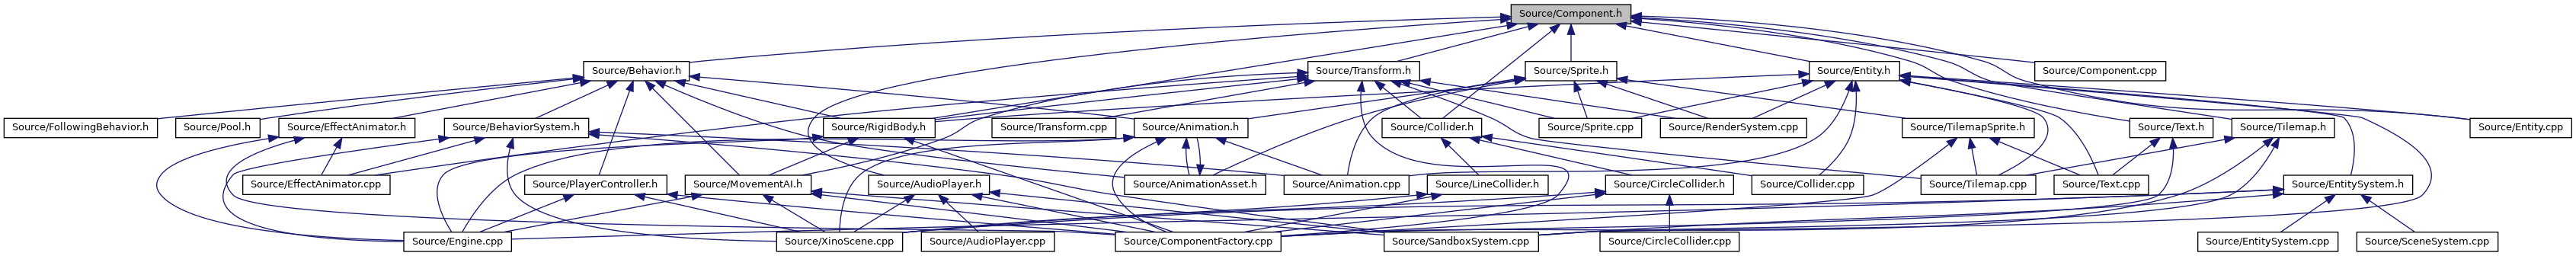 Source/Component.h
Source/Behavior.h
Source/Transform.h
Source/Sprite.h
Source/Entity.h
Source/Component.cpp
Source/FollowingBehavior.h
Source/Pool.h
Source/EffectAnimator.h
Source/BehaviorSystem.h
Source/RigidBody.h
Source/Transform.cpp
Source/Animation.h
Source/Collider.h
Source/Sprite.cpp
Source/RenderSystem.cpp
Source/TilemapSprite.h
Source/Text.h
Source/Tilemap.h
Source/Entity.cpp
Source/EffectAnimator.cpp
Source/PlayerController.h
Source/MovementAI.h
Source/AudioPlayer.h
Source/AnimationAsset.h
Source/Animation.cpp
Source/LineCollider.h
Source/CircleCollider.h
Source/Collider.cpp
Source/Tilemap.cpp
Source/Text.cpp
Source/EntitySystem.h
Source/Engine.cpp
Source/XinoScene.cpp
Source/AudioPlayer.cpp
Source/ComponentFactory.cpp
Source/SandboxSystem.cpp
Source/CircleCollider.cpp
Source/EntitySystem.cpp
Source/SceneSystem.cpp